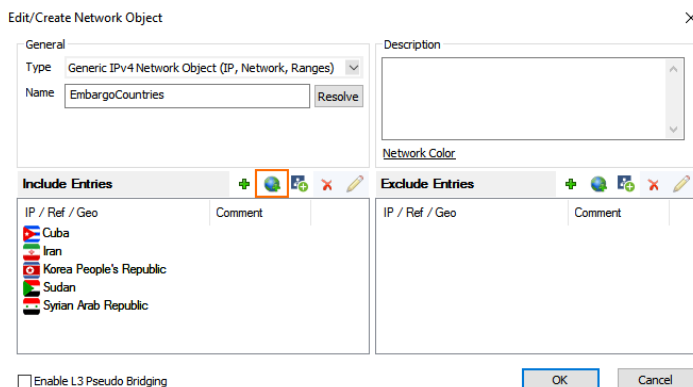 Edit/Create Network Object
General
Type Generic IPv4 Network Object (IP, Network, Ranges)
Name EmbargoCountries Resolve
Description
Network Color
Include Entries
IP / Ref / Geo Comment
Cuba
Iran
Korea People's Republic
Sudan
Syrian Arab Republic
Exclude Entries
IP / Ref / Geo Comment
Enable L3 Pseudo Bridging
OK Cancel